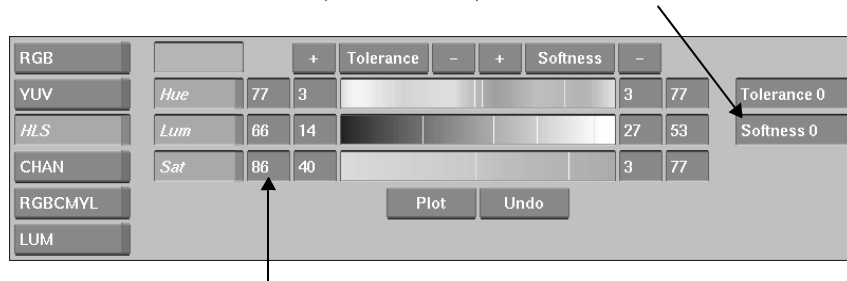 RGB + Tolerance - + Softness -
YUV Hue 77 3 3 77 Tolerance 0
HLS Lum 66 14 27 53 Softness 0
CHAN Sat 86 40 3 77
RGBCMYL Plot Undo
LUM